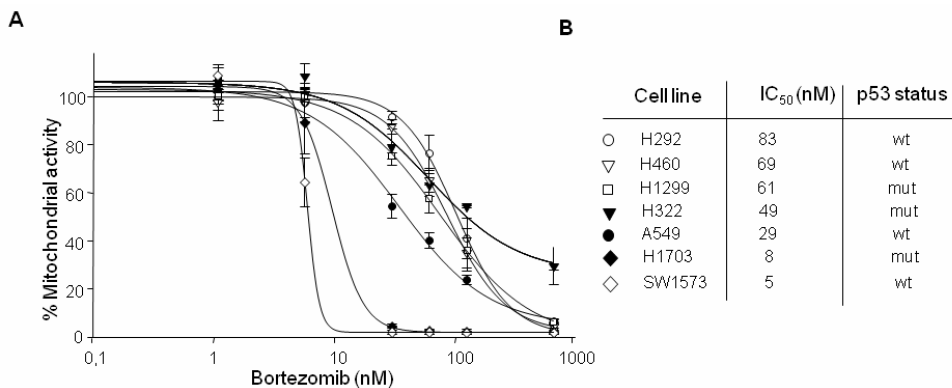 A
% Mitochondrial activity
100
80
60
40
20
0
0,1
1
10
100
1000
Bortezomib (nM)
B
Cell line IC50 (nM) p53 status
H292 83 wt
H460 69 wt
H1299 61 mut
H322 49 mut
A549 29 wt
H1703 8 mut
SW1573 5 wt